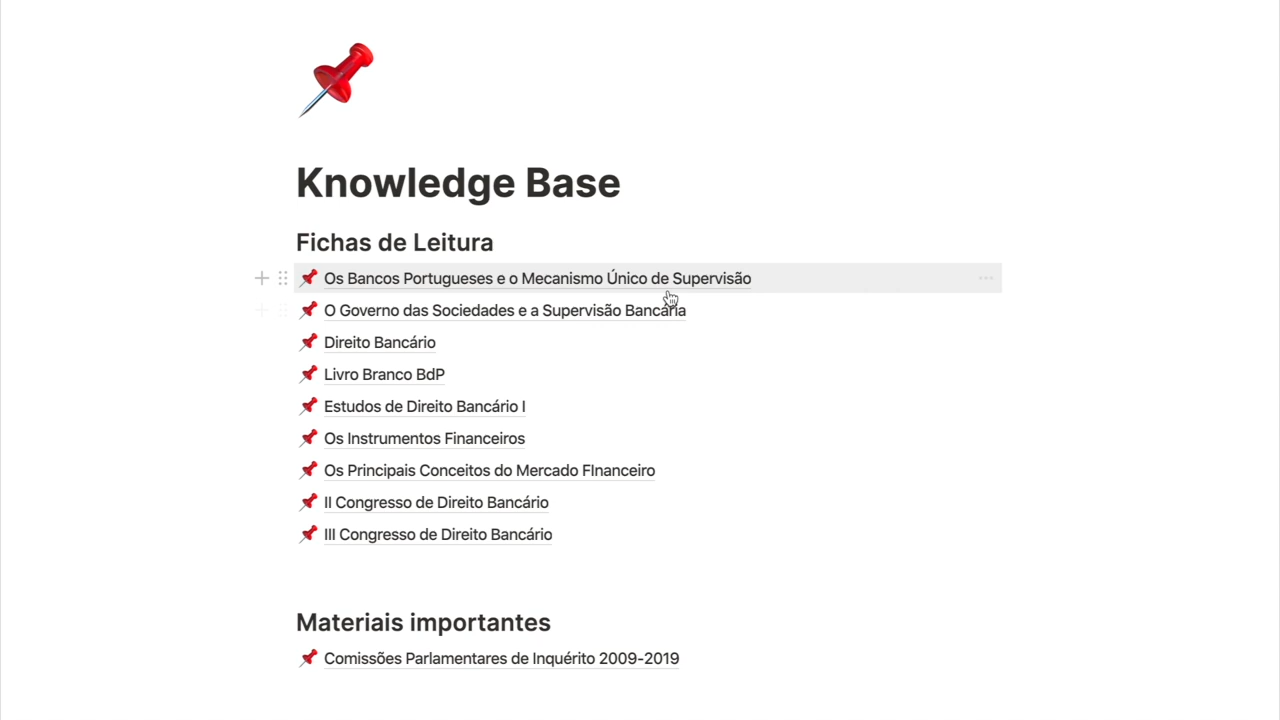 Knowledge Base
Fichas de Leitura
Os Bancos Portugueses e o Mecanismo Único de Supervisão
O Governo das Sociedades e a Supervisão Bancária
Direito Bancário
Livro Branco BdP
Estudos de Direito Bancário I
Os Instrumentos Financeiros
Os Principais Conceitos do Mercado FInanceiro
II Congresso de Direito Bancário
III Congresso de Direito Bancário
Materiais importantes
Comissões Parlamentares de Inquérito 2009-2019